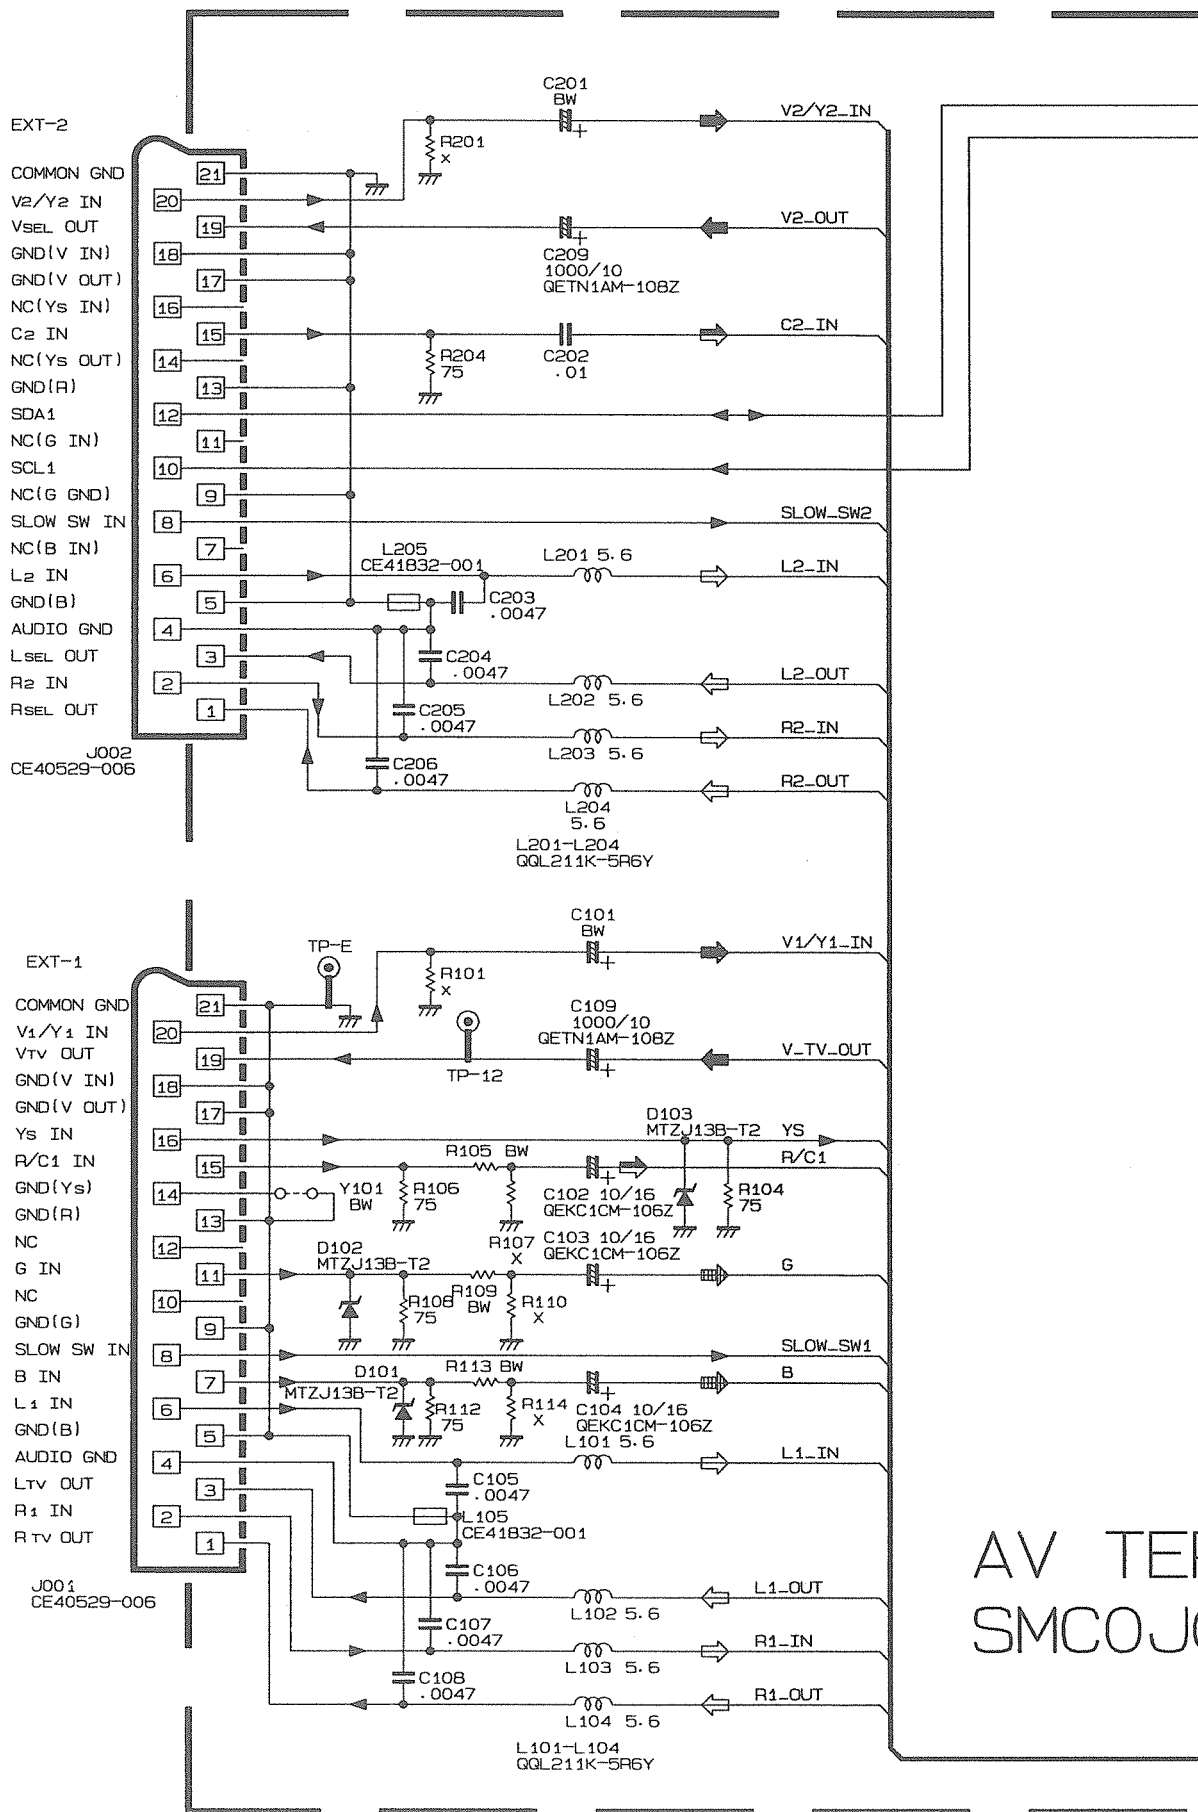 EXT-2
COMMON GND
V2/Y2 IN
VSEL OUT
GND(V IN)
GND(V OUT)
NC(YS IN)
C2 IN
NC(YS OUT)
GND(R)
SDA1
NC(G IN)
SCL1
NC(G GND)
SLOW SW IN
NC(B IN)
L2 IN
GND(B)
AUDIO GND
LSEL OUT
R2 IN
RSEL OUT
21
20
19
18
17
16
15
14
13
12
11
10
9
8
7
6
5
4
3
2
1
J002
CE40529-006
C201
BW
+
R201
X
V2/Y2_IN
V2_OUT
+
C209
1000/10
QETN1AM-108Z
C2_IN
R204
75
C202
.01
SLOW_SW2
L205
CE41832-001
L201 5.6
L2_IN
C203
.0047
C204
.0047
L2_OUT
L202 5.6
C205
.0047
R2_IN
L203 5.6
C206
.0047
R2_OUT
L204
5.6
L201-L204
QQL211K-5R6Y
EXT-1
COMMON GND
V1/Y1 IN
VTV OUT
GND(V IN)
GND(V OUT)
YS IN
R/C1 IN
GND(YS)
GND(R)
NC
G IN
NC
GND(G)
SLOW SW IN
B IN
L1 IN
GND(B)
AUDIO GND
LTV OUT
R1 IN
RTV OUT
21
20
19
18
17
16
15
14
13
12
11
10
9
8
7
6
5
4
3
2
1
J001
CE40529-006
TP-E
C101
BW
+
R101
X
V1/Y1_IN
C109
1000/10
QETN1AM-108Z
+
TP-12
V_TV_OUT
D103
MTZJ13B-T2
YS
R105 BW
R/C1
+
Y101
BW
R106
75
C102 10/16
QEKC1CM-106Z
R104
75
R107
X
C103 10/16
QEKC1CM-106Z
D102
MTZJ13B-T2
G
+
R108
75
R109
BW
R110
X
SLOW_SW1
D101
MTZJ13B-T2
R113 BW
B
+
R112
75
R114
X
C104 10/16
QEKC1CM-106Z
L101 5.6
L1_IN
C105
.0047
L105
CE41832-001
C106
.0047
L1_OUT
L102 5.6
C107
.0047
R1_IN
L103 5.6
C108
.0047
R1_OUT
L104 5.6
L101-L104
QQL211K-5R6Y
AV TE
SMC0J